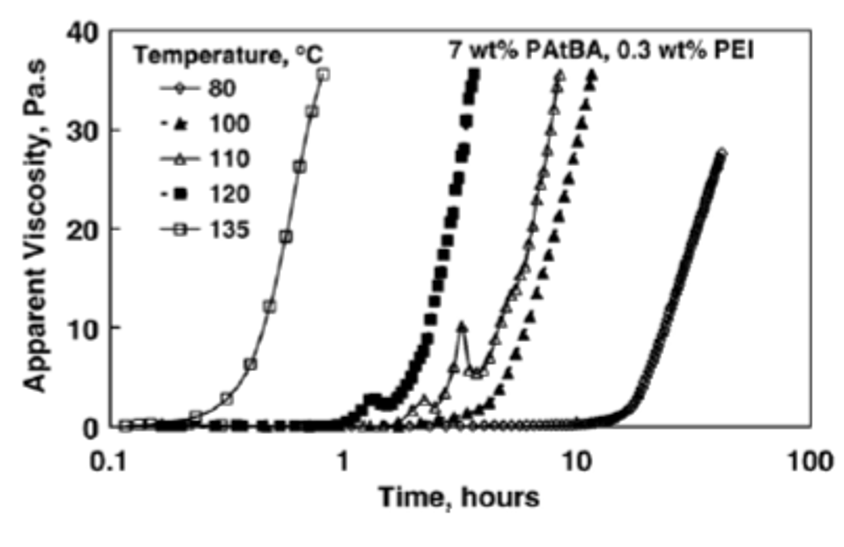 7 wt% PAtBA, 0.3 wt% PEI
Temperature, ºC
80
100
110
120
135
Apparent Viscosity, Pa.s
40
30
20
10
0
0.1 1 10 100
Time, hours